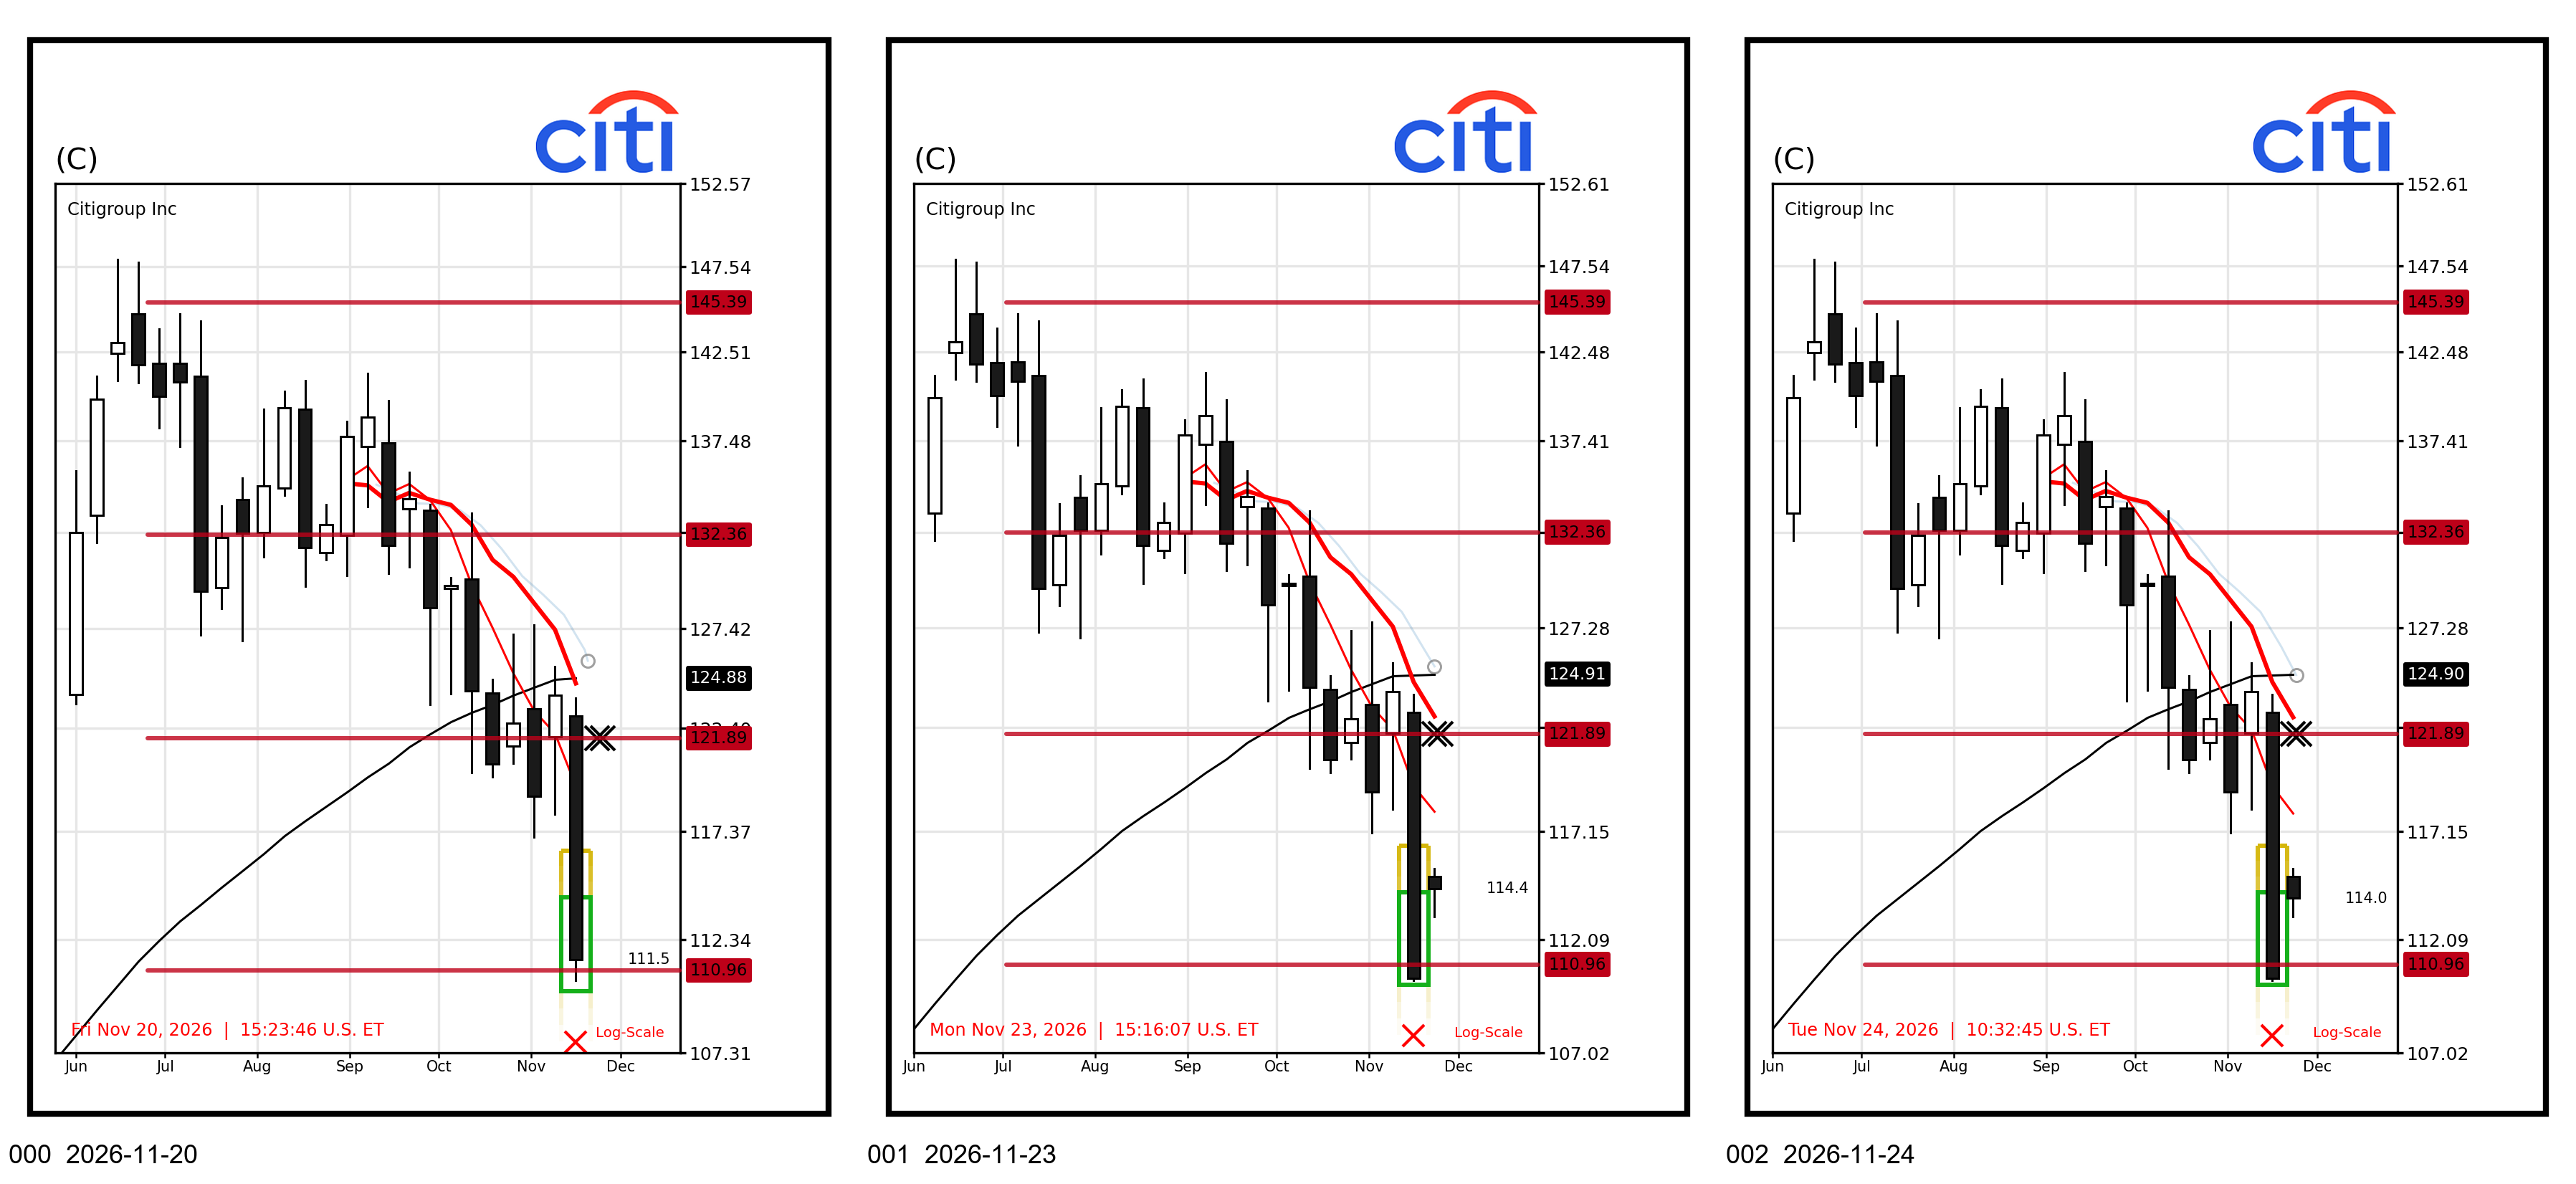 citi
(C)
Citigroup Inc
152.57
147.54
145.39
142.51
137.48
132.36
127.42
124.88
121.89
117.37
112.34
111.5
110.96
107.31
Fri Nov 20, 2026 | 15:23:46 U.S. ET
Log-Scale
Jun Jul Aug Sep Oct Nov Dec
000 2026-11-20
citi
(C)
Citigroup Inc
152.61
147.54
145.39
142.48
137.41
132.36
127.28
124.91
121.89
117.15
114.4
112.09
110.96
107.02
Mon Nov 23, 2026 | 15:16:07 U.S. ET
Log-Scale
Jun Jul Aug Sep Oct Nov Dec
001 2026-11-23
citi
(C)
Citigroup Inc
152.61
147.54
145.39
142.48
137.41
132.36
127.28
124.90
121.89
117.15
114.0
112.09
110.96
107.02
Tue Nov 24, 2026 | 10:32:45 U.S. ET
Log-Scale
Jun Jul Aug Sep Oct Nov Dec
002 2026-11-24